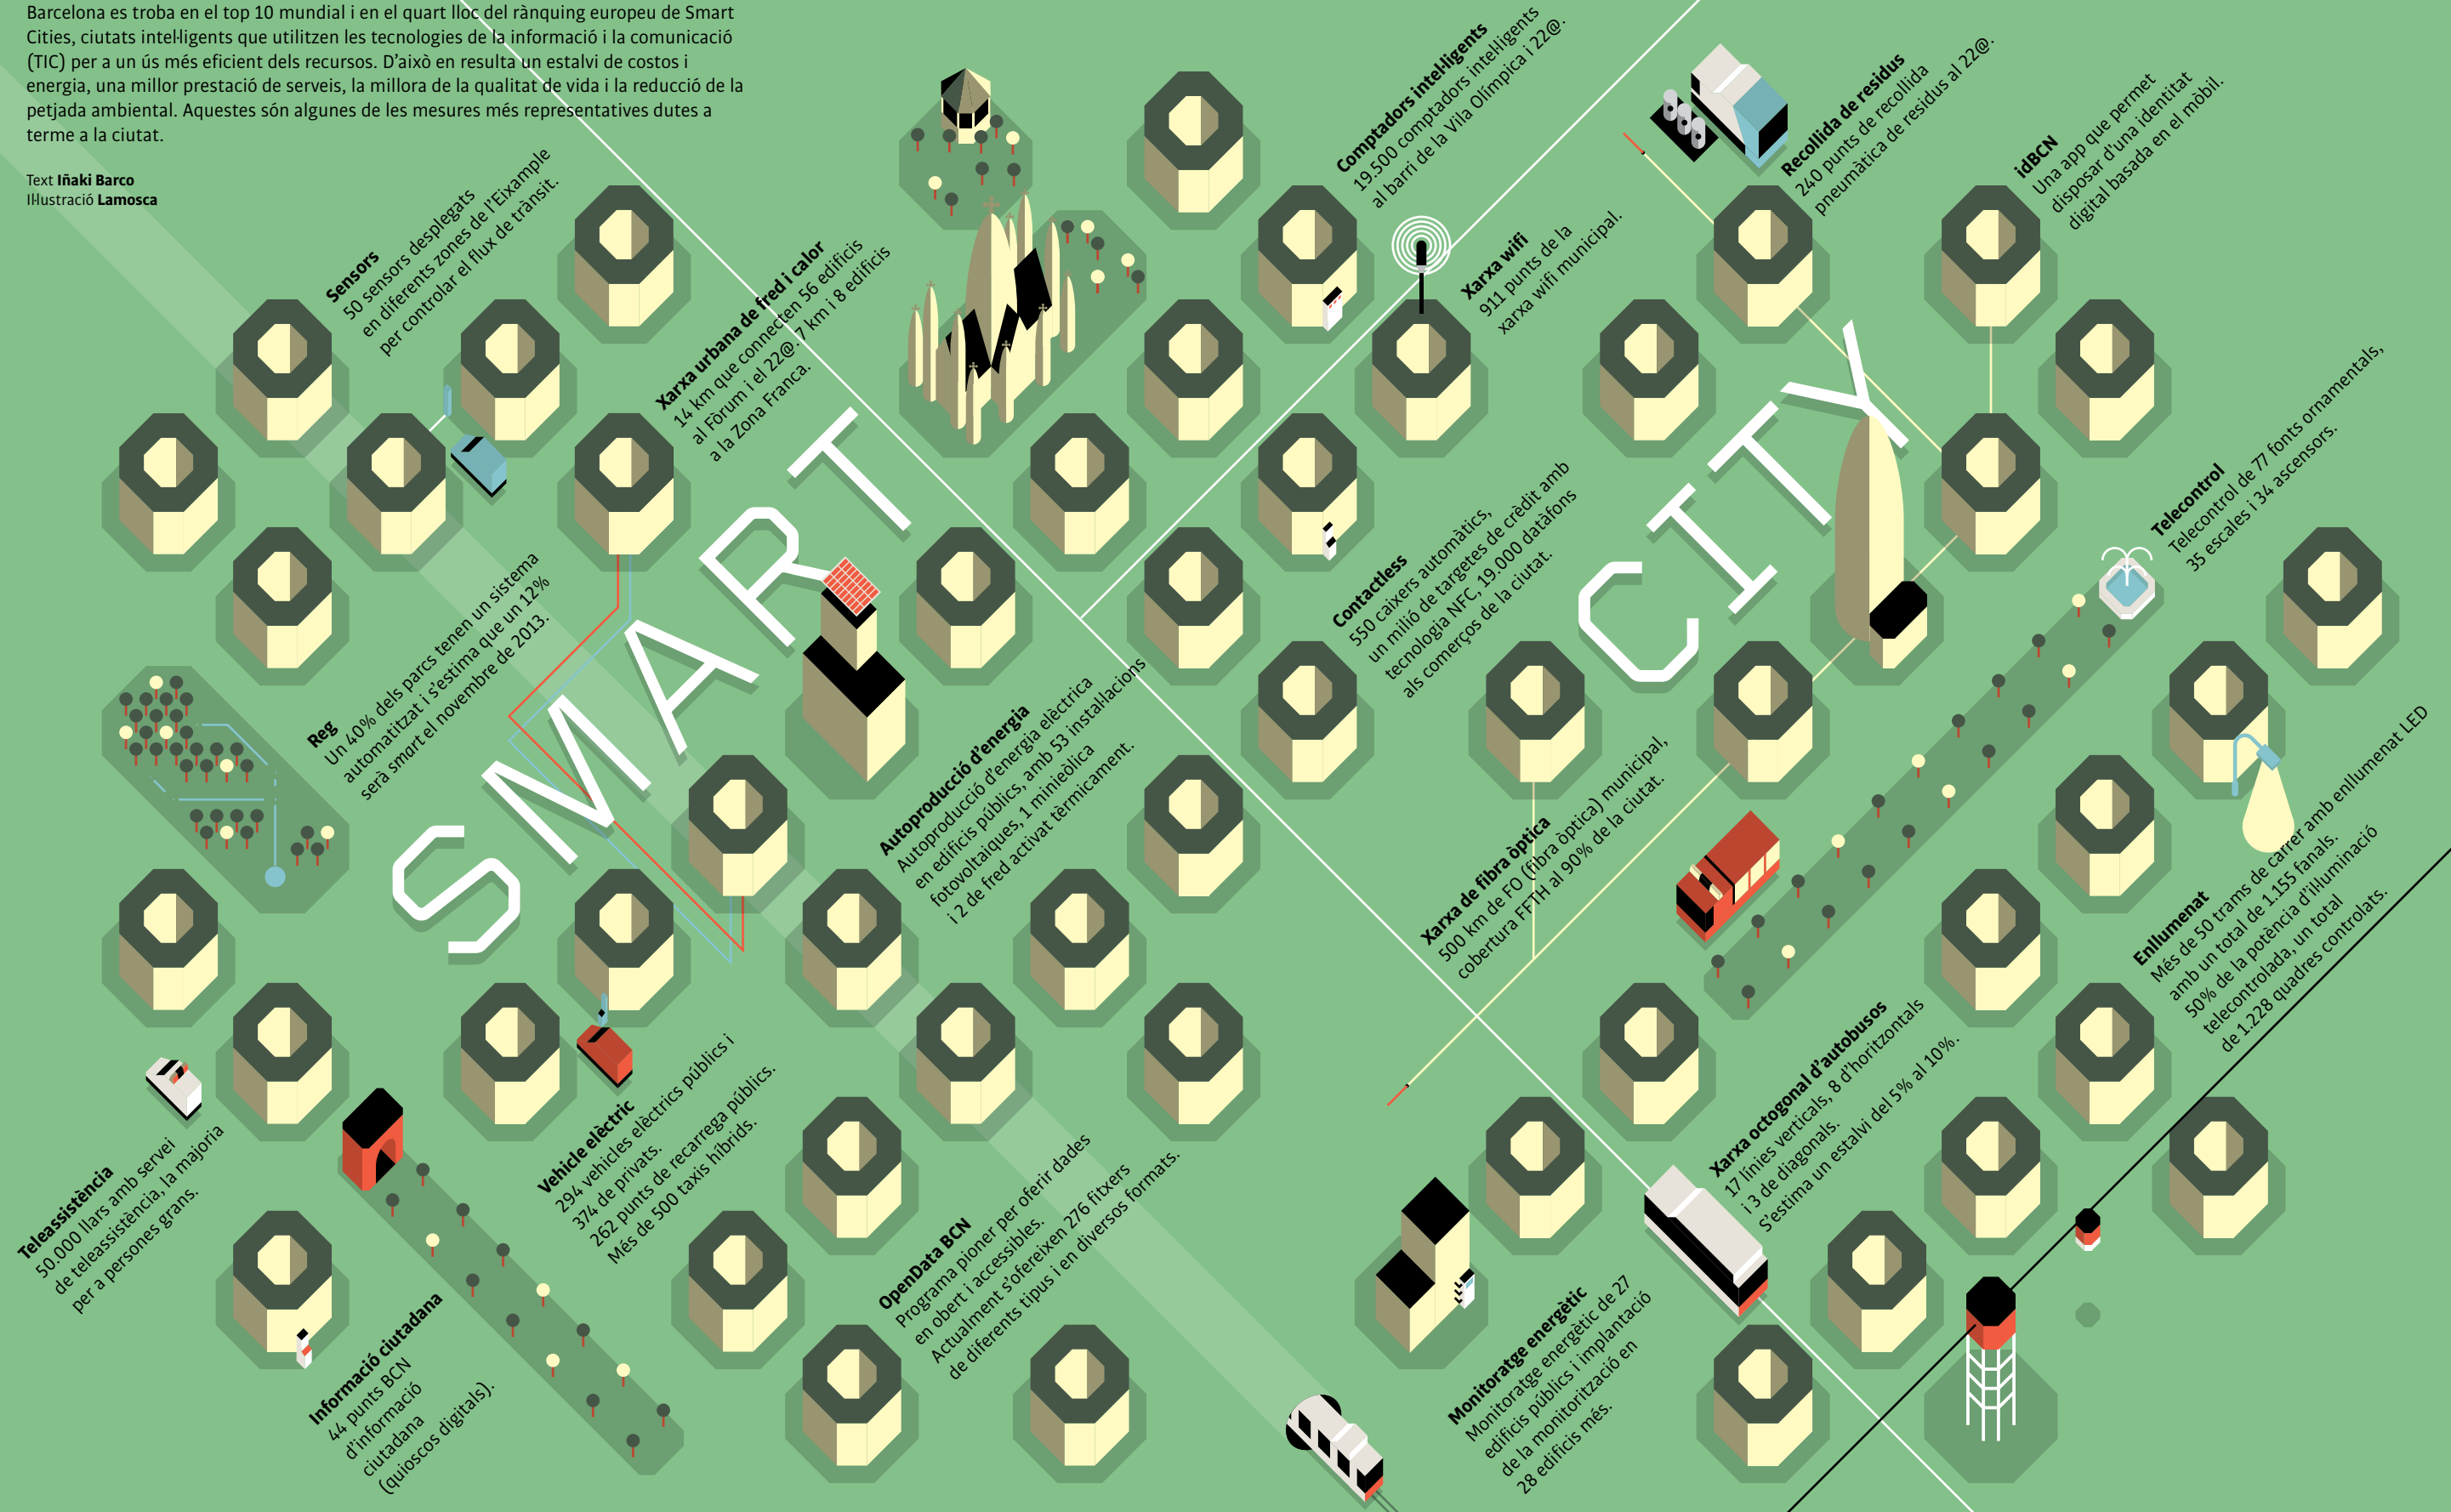 Barcelona es troba en el top 10 mundial i en el quart lloc del rànquing europeu de Smart
Cities, ciutats intel·ligents que utilitzen les tecnologies de la informació i la comunicació
(TIC) per a un ús més eficient dels recursos. D'això en resulta un estalvi de costos i
energia, una millor prestació de serveis, la millora de la qualitat de vida i la reducció de la
petjada ambiental. Aquestes són algunes de les mesures més representatives dutes a
terme a la ciutat.
Text Iñaki Barco
Il·lustració Lamosca
Sensors
50 sensors desplegats
en diferents zones de l'Eixample
per controlar el flux de trànsit.
Xarxa urbana de fred i calor
14 km que connecten 56 edificis
al Fòrum i el 22@. 7 km i 8 edificis
a la Zona Franca.
Comptadors intel·ligents
19.500 comptadors intel·ligents
al barri de la Vila Olímpica i 22@.
Xarxa wifi
911 punts de la
xarxa wifi municipal.
Recollida de residus
240 punts de recollida
pneumàtica de residus al 22@.
idBCN
Una app que permet
disposar d'una identitat
digital basada en el mòbil.
Telecontrol
Telecontrol de 77 fonts ornamentals,
35 escales i 34 ascensors.
SMART
CITY
Reg
Un 40% dels parcs tenen un sistema
automatitzat i s'estima que un 12%
serà smart el novembre de 2013.
Autoproducció d'energia
Autoproducció d'energia elèctrica
en edificis públics, amb 53 instal·lacions
fotovoltaiques, 1 minieòlica
i 2 de fred activat tèrmicament.
Contactless
550 caixers automàtics,
un milió de targetes de crèdit amb
tecnologia NFC, 19.000 datàfons
als comerços de la ciutat.
Xarxa de fibra òptica
500 km de FO (fibra òptica) municipal,
cobertura FFTH al 90% de la ciutat.
Enllumenat
Més de 50 trams de carrer amb enllumenat LED
amb un total de 1.155 fanals.
50% de la potència d'il·luminació
telecontrolada, un total
de 1.228 quadres controlats.
Teleassistència
50.000 llars amb servei
de teleassistència, la majoria
per a persones grans.
Informació ciutadana
44 punts BCN
d'informació
ciutadana
(quioscos digitals).
Vehicle elèctric
294 vehicles elèctrics públics i
374 de privats.
262 punts de recarrega públics.
Més de 500 taxis híbrids.
OpenData BCN
Programa pioner per oferir dades
en obert i accessibles.
Actualment s'ofereixen 276 fitxers
de diferents tipus i en diversos formats.
Monitoratge energètic
Monitoratge energètic de 27
edificis públics i implantació
de la monitorització en
28 edificis més.
Xarxa octogonal d'autobusos
17 línies verticals, 8 d'horitzontals
i 3 de diagonals.
S'estima un estalvi del 5% al 10%.